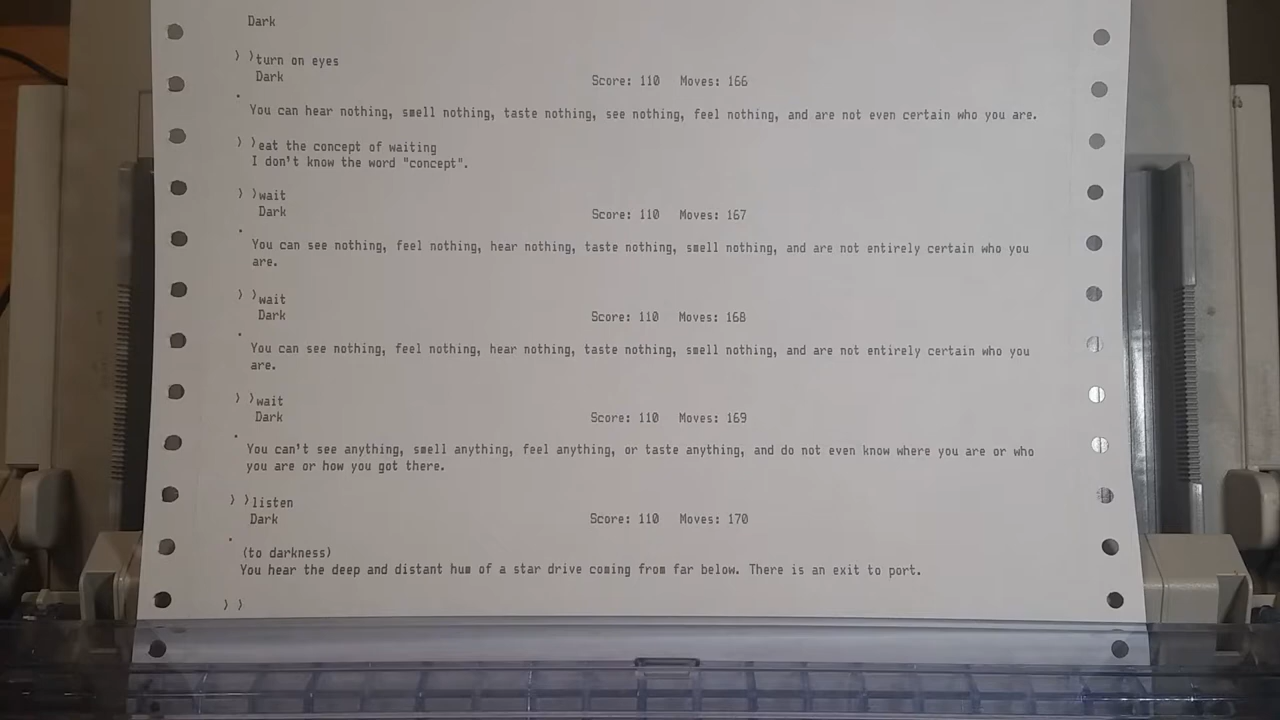 Dark
> >turn on eyes
Dark Score: 110 Moves: 166
.
You can hear nothing, smell nothing, taste nothing, see nothing, feel nothing, and are not even certain who you are.
> >eat the concept of waiting
I don't know the word "concept".
> >wait
Dark Score: 110 Moves: 167
.
You can see nothing, feel nothing, hear nothing, taste nothing, smell nothing, and are not entirely certain who you
are.
> >wait
Dark Score: 110 Moves: 168
.
You can see nothing, feel nothing, hear nothing, taste nothing, smell nothing, and are not entirely certain who you
are.
> >wait
Dark Score: 110 Moves: 169
.
You can't see anything, smell anything, feel anything, or taste anything, and do not even know where you are or who
you are or how you got there.
> >listen
Dark Score: 110 Moves: 170
.
(to darkness)
You hear the deep and distant hum of a star drive coming from far below. There is an exit to port.
> >